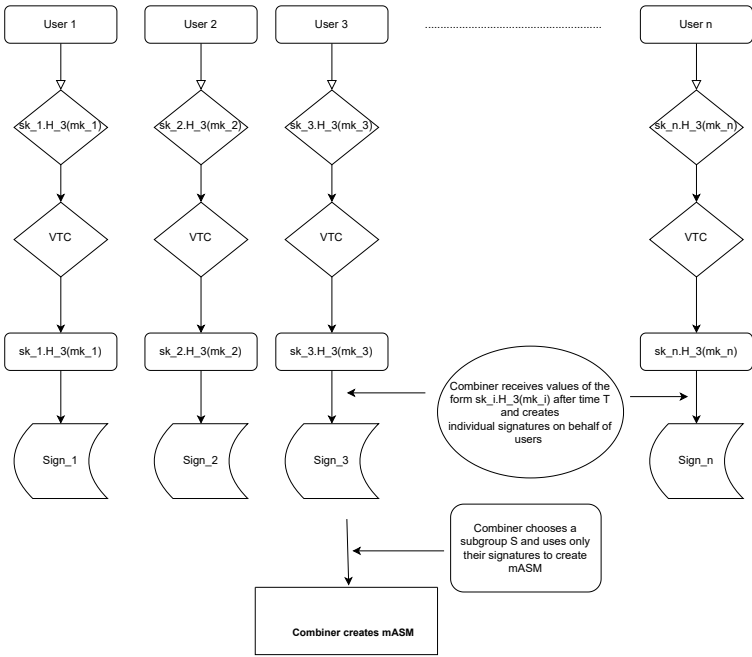 User 1
User 2
User 3
User n
sk_1.H_3(mk_1)
sk_2.H_3(mk_2)
sk_3.H_3(mk_3)
sk_n.H_3(mk_n)
VTC
VTC
VTC
VTC
sk_1.H_3(mk_1)
sk_2.H_3(mk_2)
sk_3.H_3(mk_3)
sk_n.H_3(mk_n)
Combiner receives values of the
form sk_i.H_3(mk_i) after time T
and creates
individual signatures on behalf of
users
Sign_1
Sign_2
Sign_3
Sign_n
Combiner chooses a
subgroup S and uses only
their signatures to create
mASM
Combiner creates mASM